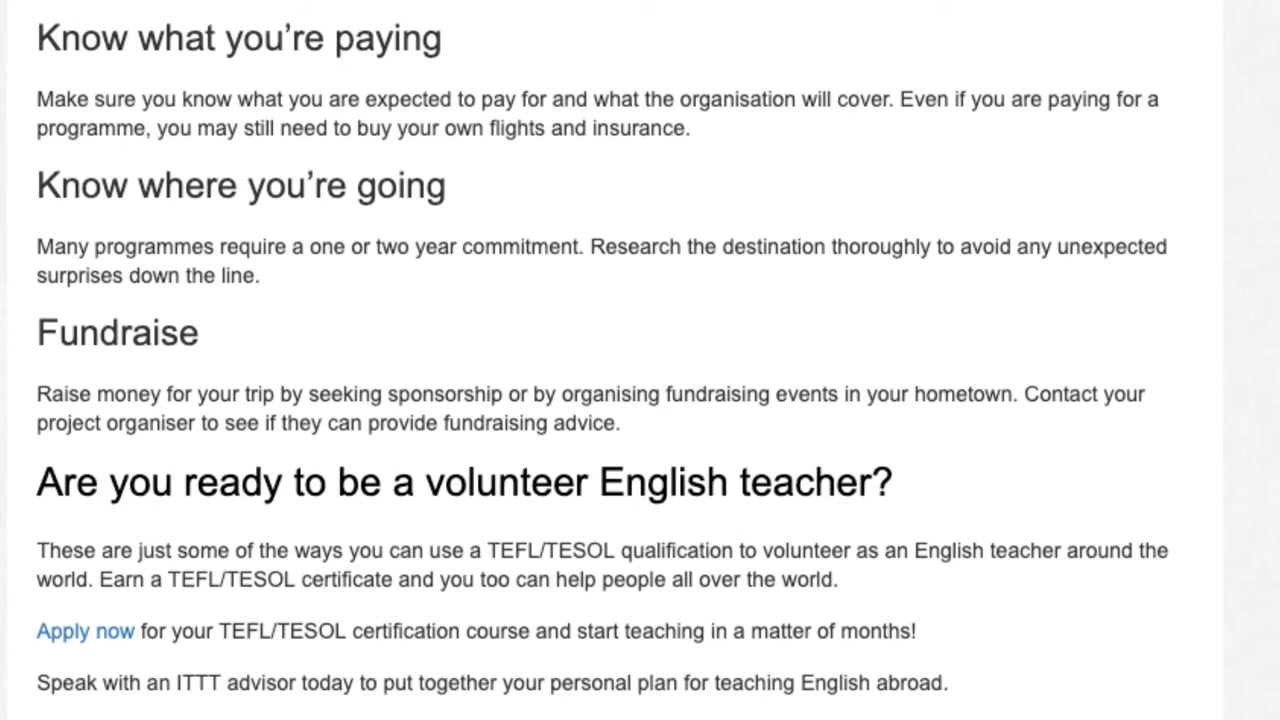 Know what you’re paying
Make sure you know what you are expected to pay for and what the organisation will cover. Even if you are paying for a
programme, you may still need to buy your own flights and insurance.
Know where you’re going
Many programmes require a one or two year commitment. Research the destination thoroughly to avoid any unexpected
surprises down the line.
Fundraise
Raise money for your trip by seeking sponsorship or by organising fundraising events in your hometown. Contact your
project organiser to see if they can provide fundraising advice.
Are you ready to be a volunteer English teacher?
These are just some of the ways you can use a TEFL/TESOL qualification to volunteer as an English teacher around the
world. Earn a TEFL/TESOL certificate and you too can help people all over the world.
Apply now for your TEFL/TESOL certification course and start teaching in a matter of months!
Speak with an ITTT advisor today to put together your personal plan for teaching English abroad.